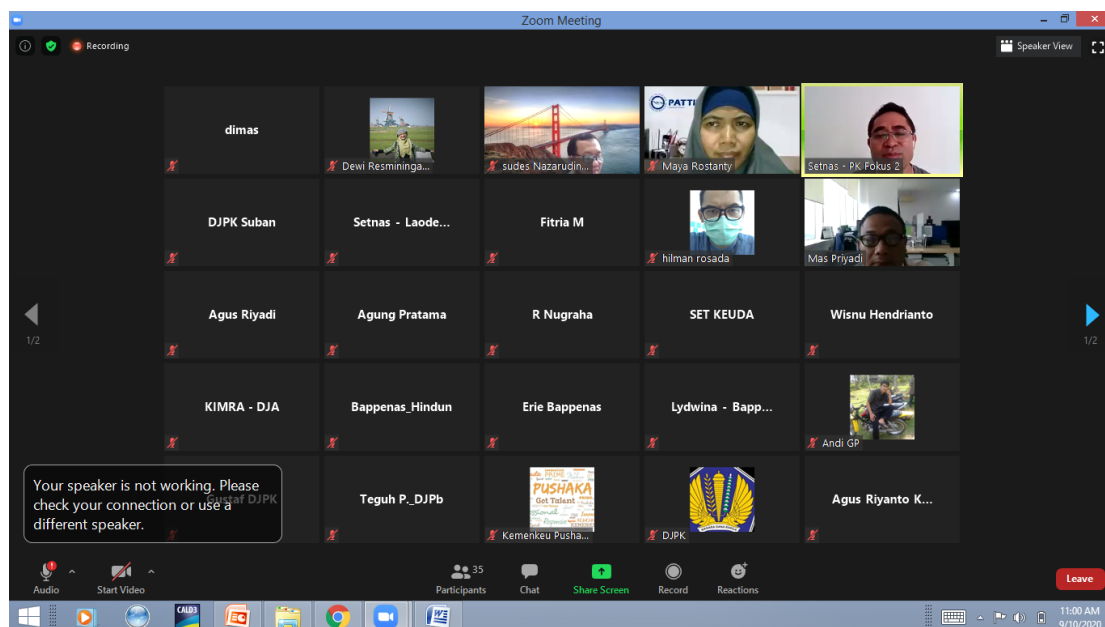 Zoom Meeting
Recording
Speaker View
dimas
Dewi Resmininga...
sudes Nazarudin...
PATTI
Maya Rostanty
Setnas - PK Fokus 2
DJPK Suban
Setnas - Laode...
Fitria M
hilman rosada
Mas Priyadi
Agus Riyadi
Agung Pratama
R Nugraha
SET KEUDA
Wisnu Hendrianto
1/2
1/2
KIMRA - DJA
Bappenas_Hindun
Erie Bappenas
Lydwina - Bapp...
Andi GP
Your speaker is not working. Please
check your connection or use a
different speaker.
Gustaf DJPK
Teguh P._DJPb
PUSHAKA
Got Talent
Kemenkeu Pusha...
DJPK
Agus Riyanto K...
Audio
Start Video
35
Participants
Chat
Share Screen
Record
Reactions
Leave
CALD3
11:00 AM
9/10/2020